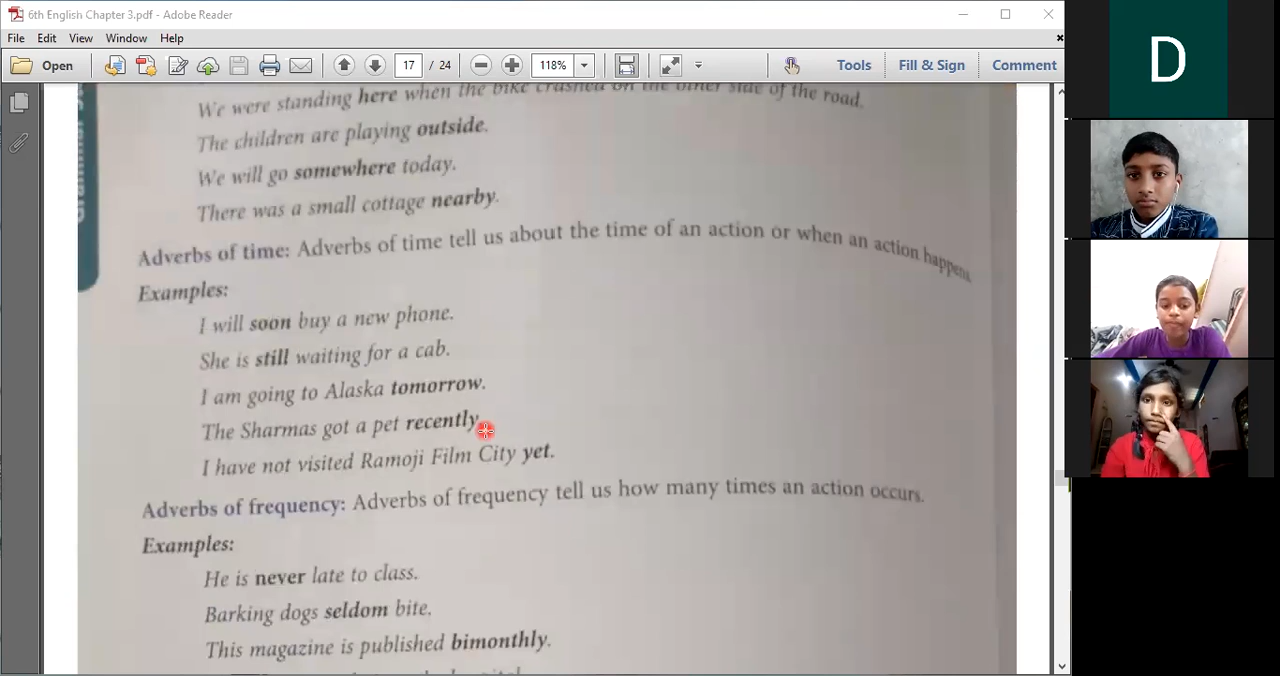 6th English Chapter 3.pdf - Adobe Reader
File Edit View Window Help
Open 17 / 24 118% Tools Fill & Sign Comment
We were standing here when the bike crashed on the other side of the road.
The children are playing outside.
We will go somewhere today.
There was a small cottage nearby.
Adverbs of time: Adverbs of time tell us about the time of an action or when an action happens.
Examples:
I will soon buy a new phone.
She is still waiting for a cab.
I am going to Alaska tomorrow.
The Sharmas got a pet recently
I have not visited Ramoji Film City yet.
Adverbs of frequency: Adverbs of frequency tell us how many times an action occurs.
Examples:
He is never late to class.
Barking dogs seldom bite.
This magazine is published bimonthly.
D